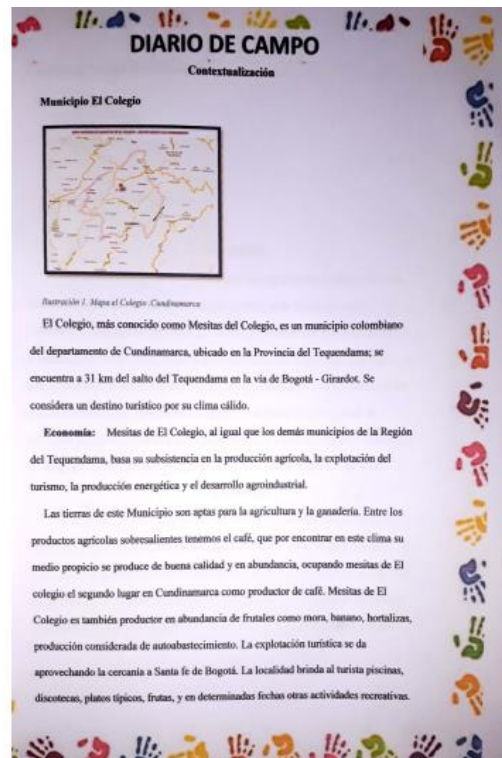 DIARIO DE CAMPO
Contextualización
Municipio El Colegio
Ilustración 1. Mapa el Colegio .Cundinamarca
El Colegio, más conocido como Mesitas del Colegio, es un municipio colombiano
del departamento de Cundinamarca, ubicado en la Provincia del Tequendama; se
encuentra a 31 km del salto del Tequendama en la vía de Bogotá - Girardot. Se
considera un destino turístico por su clima cálido.
Economía: Mesitas de El Colegio, al igual que los demás municipios de la Región
del Tequendama, basa su subsistencia en la producción agrícola, la explotación del
turismo, la producción energética y el desarrollo agroindustrial.
Las tierras de este Municipio son aptas para la agricultura y la ganadería. Entre los
productos agrícolas sobresalientes tenemos el café, que por encontrar en este clima su
medio propicio se produce de buena calidad y en abundancia, ocupando mesitas de El
colegio el segundo lugar en Cundinamarca como productor de café. Mesitas de El
Colegio es también productor en abundancia de frutales como mora, banano, hortalizas,
producción considerada de autoabastecimiento. La explotación turística se da
aprovechando la cercanía a Santa fe de Bogotá. La localidad brinda al turista piscinas,
discotecas, platos típicos, frutas, y en determinadas fechas otras actividades recreativas.